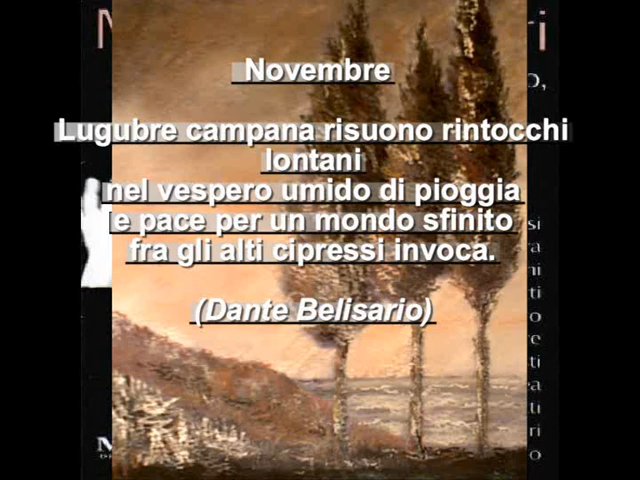 Novembre
Lugubre campana risuono rintocchi
lontani
nel vespero umido di pioggia
e pace per un mondo sfinito
fra gli alti cipressi invoca.
(Dante Belisario)